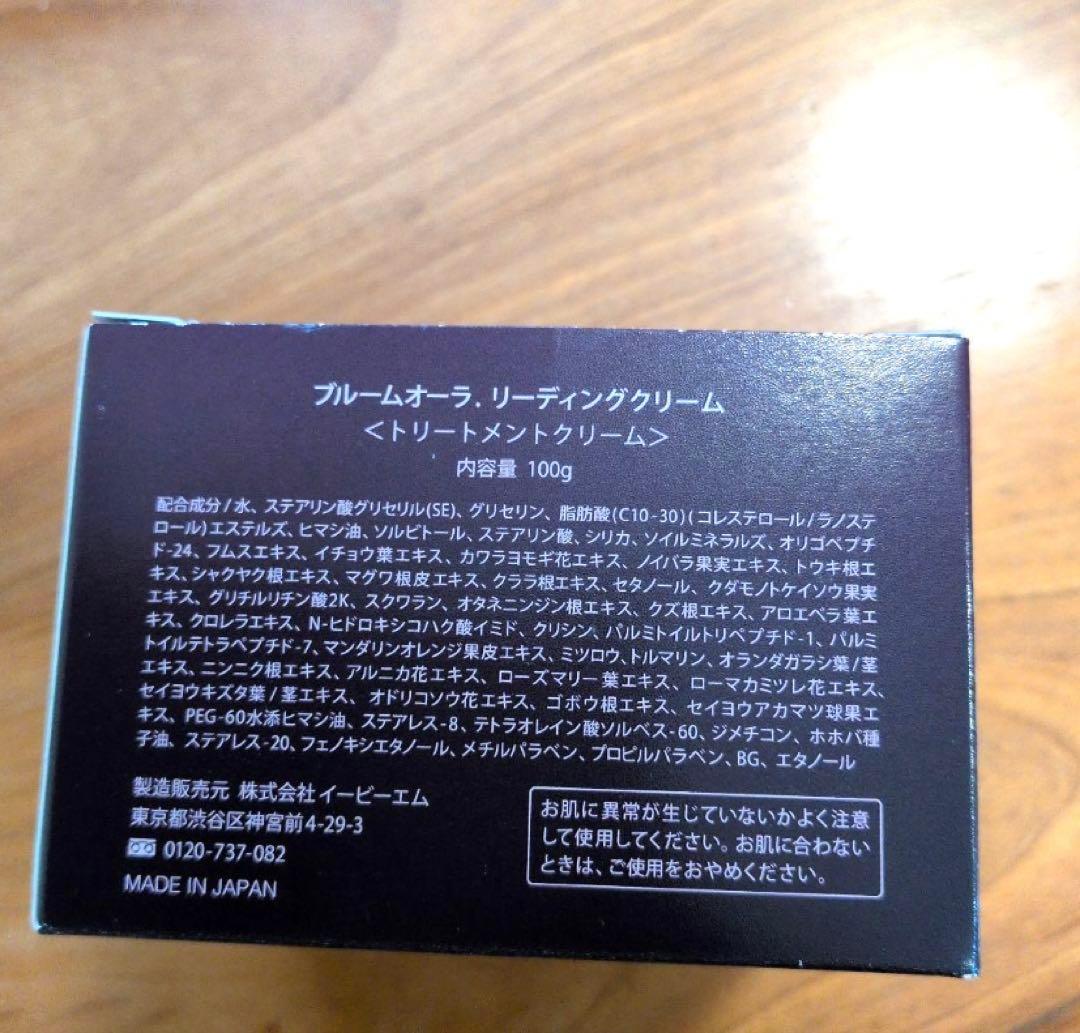 ブルームオーラ. リーディングクリーム
＜トリートメントクリーム＞
内容量 100g
配合成分/水、ステアリン酸グリセリル(SE)、グリセリン、脂肪酸(C10-30)(コレステロール/ラノステ
ロール)エステルズ、ヒマシ油、ソルビトール、ステアリン酸、シリカ、ソイルミネラルズ、オリゴペプチ
ド-24、フムスエキス、イチョウ葉エキス、カワラヨモギ花エキス、ノイバラ果実エキス、トウキ根エ
キス、シャクヤク根エキス、マグワ根皮エキス、クララ根エキス、セタノール、クダモノトケイソウ果実
エキス、グリチルリチン酸2K、スクワラン、オタネニンジン根エキス、クズ根エキス、アロエベラ葉エ
キス、クロレラエキス、N-ヒドロキシコハク酸イミド、クリシン、パルミトイルトリペプチド-1、パルミ
トイルテトラペプチド-7、マンダリンオレンジ果皮エキス、ミツロウ、トルマリン、オランダガラシ葉/茎
エキス、ニンニク根エキス、アルニカ花エキス、ローズマリー葉エキス、ローマカミツレ花エキス、
セイヨウキズタ葉/茎エキス、オドリコソウ花エキス、ゴボウ根エキス、セイヨウアカマツ球果エ
キス、PEG-60水添ヒマシ油、ステアレス-8、テトラオレイン酸ソルベス-60、ジメチコン、ホホバ種
子油、ステアレス-20、フェノキシエタノール、メチルパラベン、プロピルパラベン、BG、エタノール
製造販売元 株式会社イービーエム
東京都渋谷区神宮前4-29-3
0120-737-082
MADE IN JAPAN
お肌に異常が生じていないかよく注意
して使用してください。お肌に合わない
ときは、ご使用をおやめください。